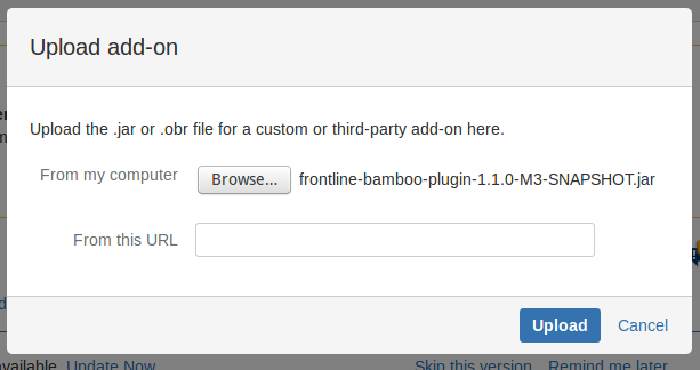 Upload add-on
Upload the .jar or .obr file for a custom or third-party add-on here.
From my computer Browse... frontline-bamboo-plugin-1.1.0-M3-SNAPSHOT.jar
From this URL
Upload Cancel
Update Now Skip this version Remind me later